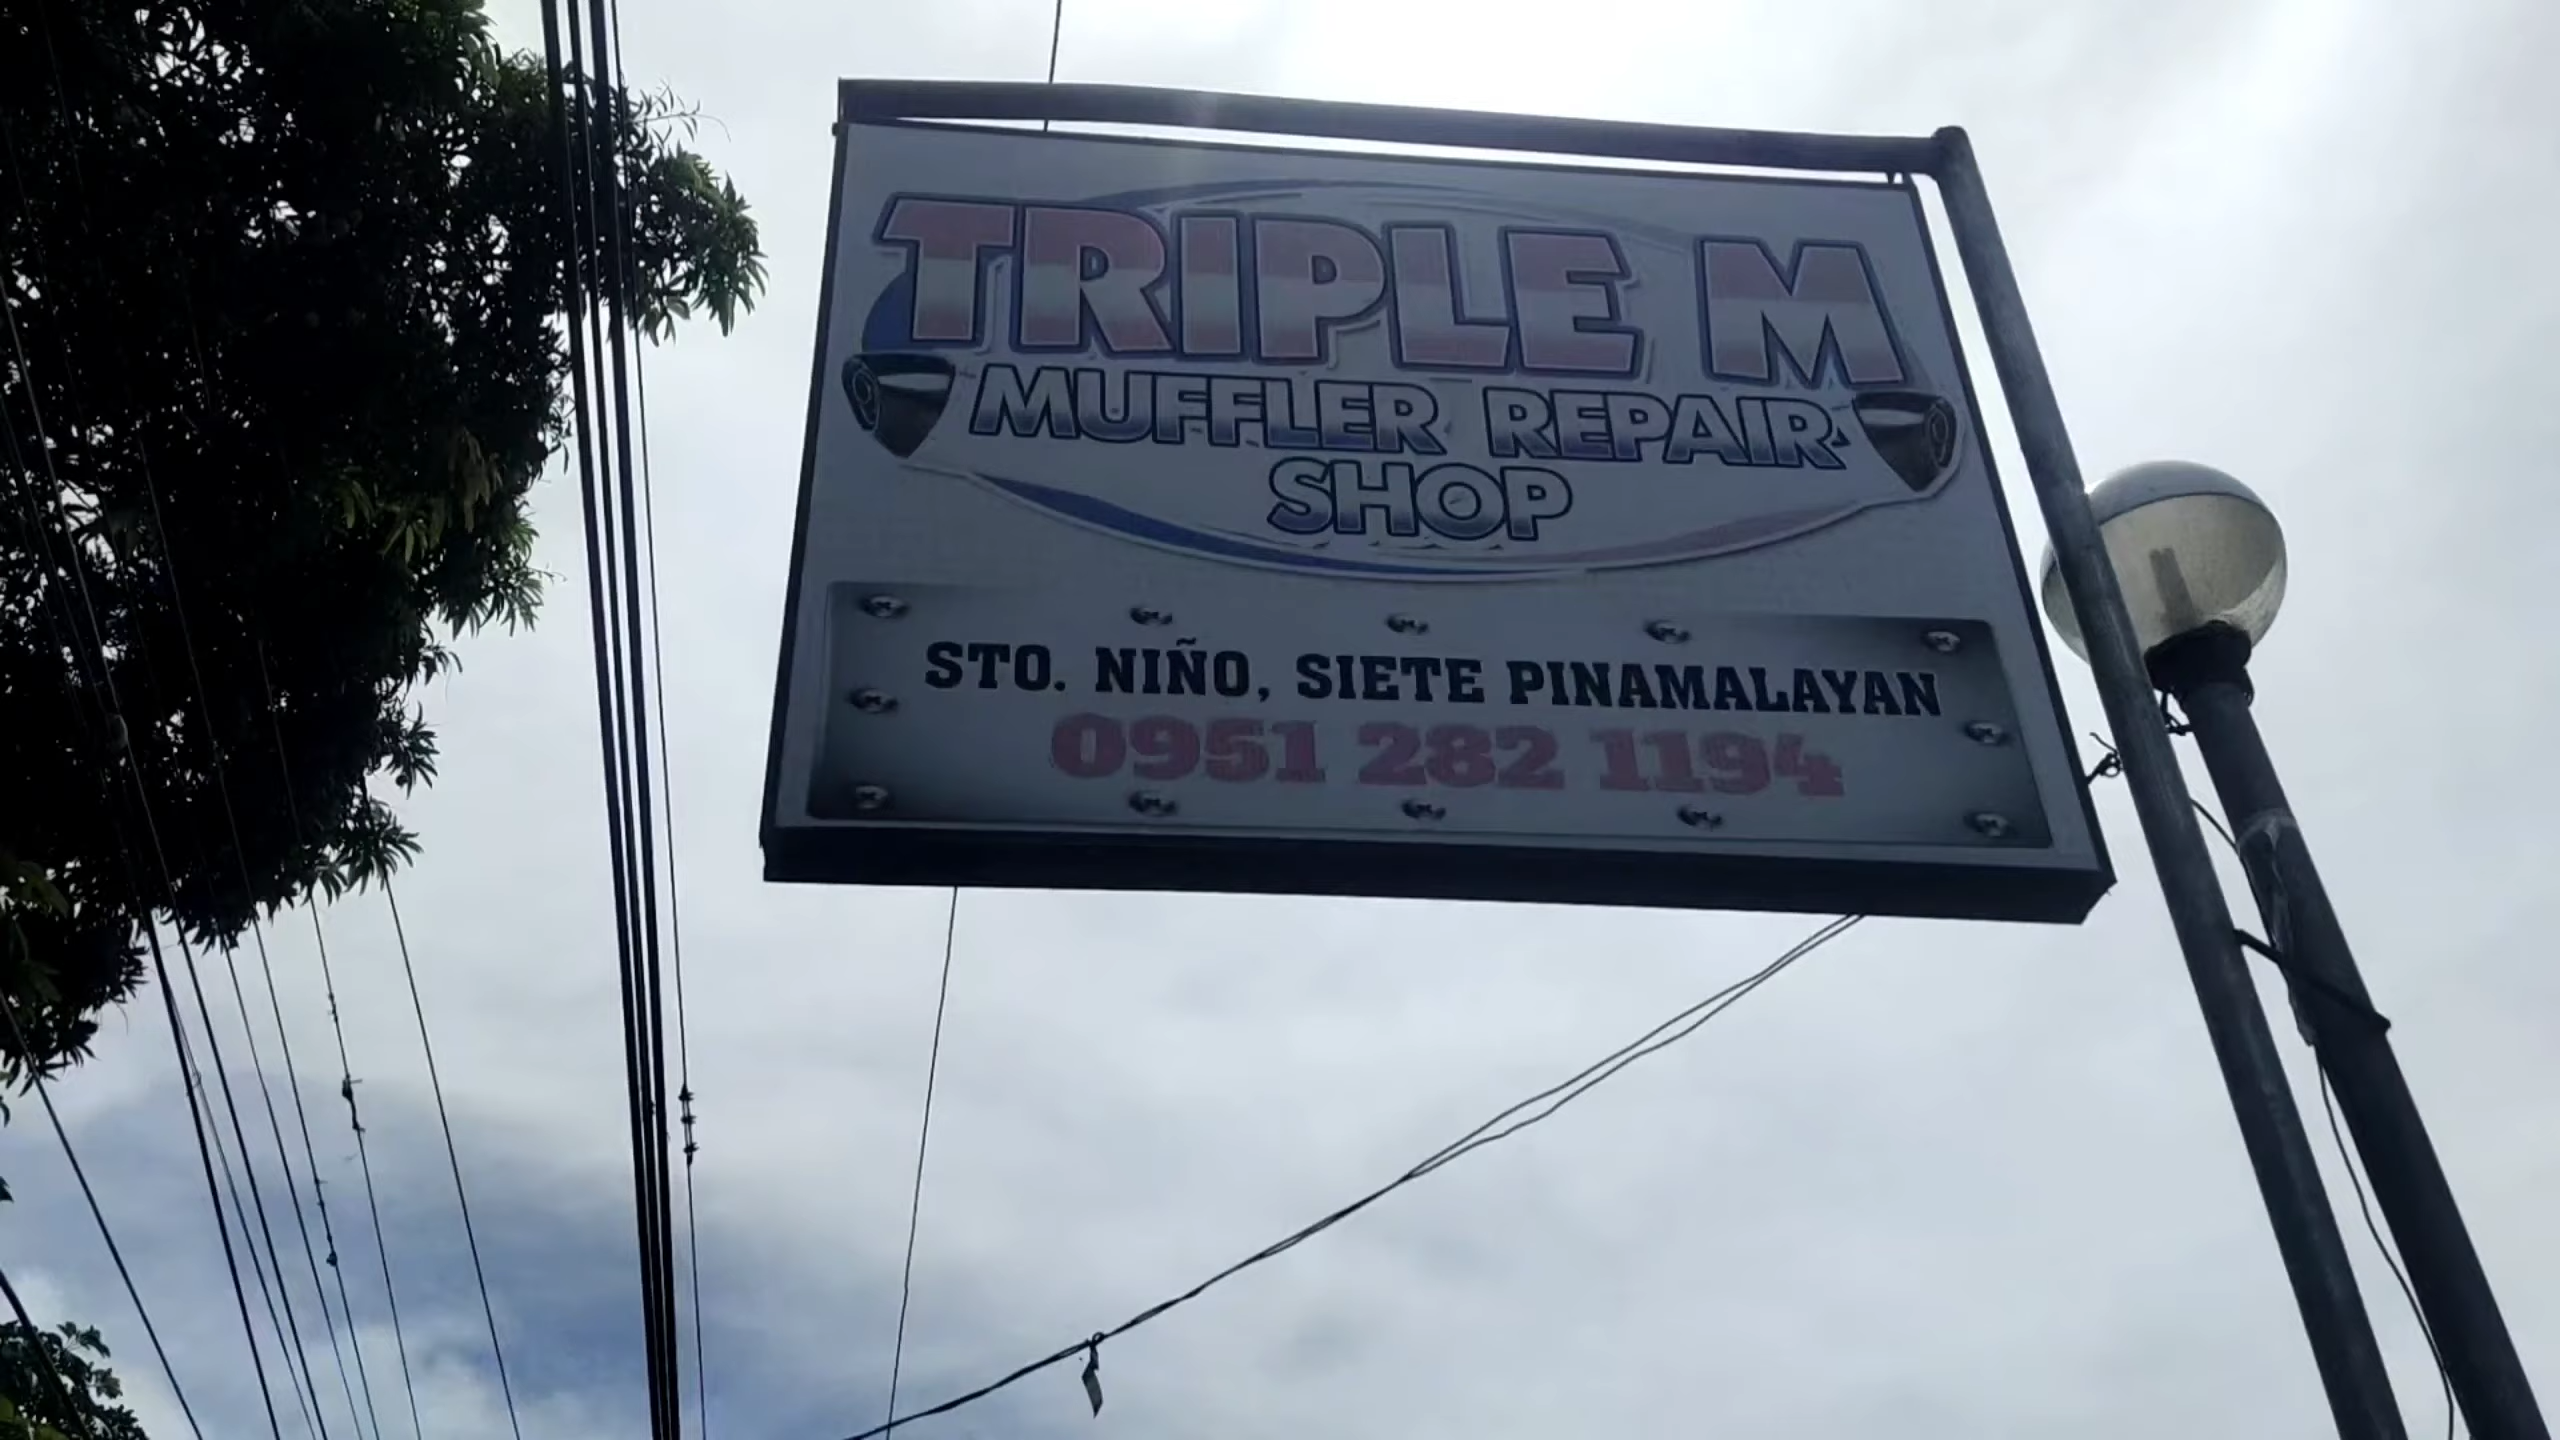 TRIPLE M
MUFFLER REPAIR
SHOP
STO. NIÑO, SIETE PINAMALAYAN
0951 282 1194